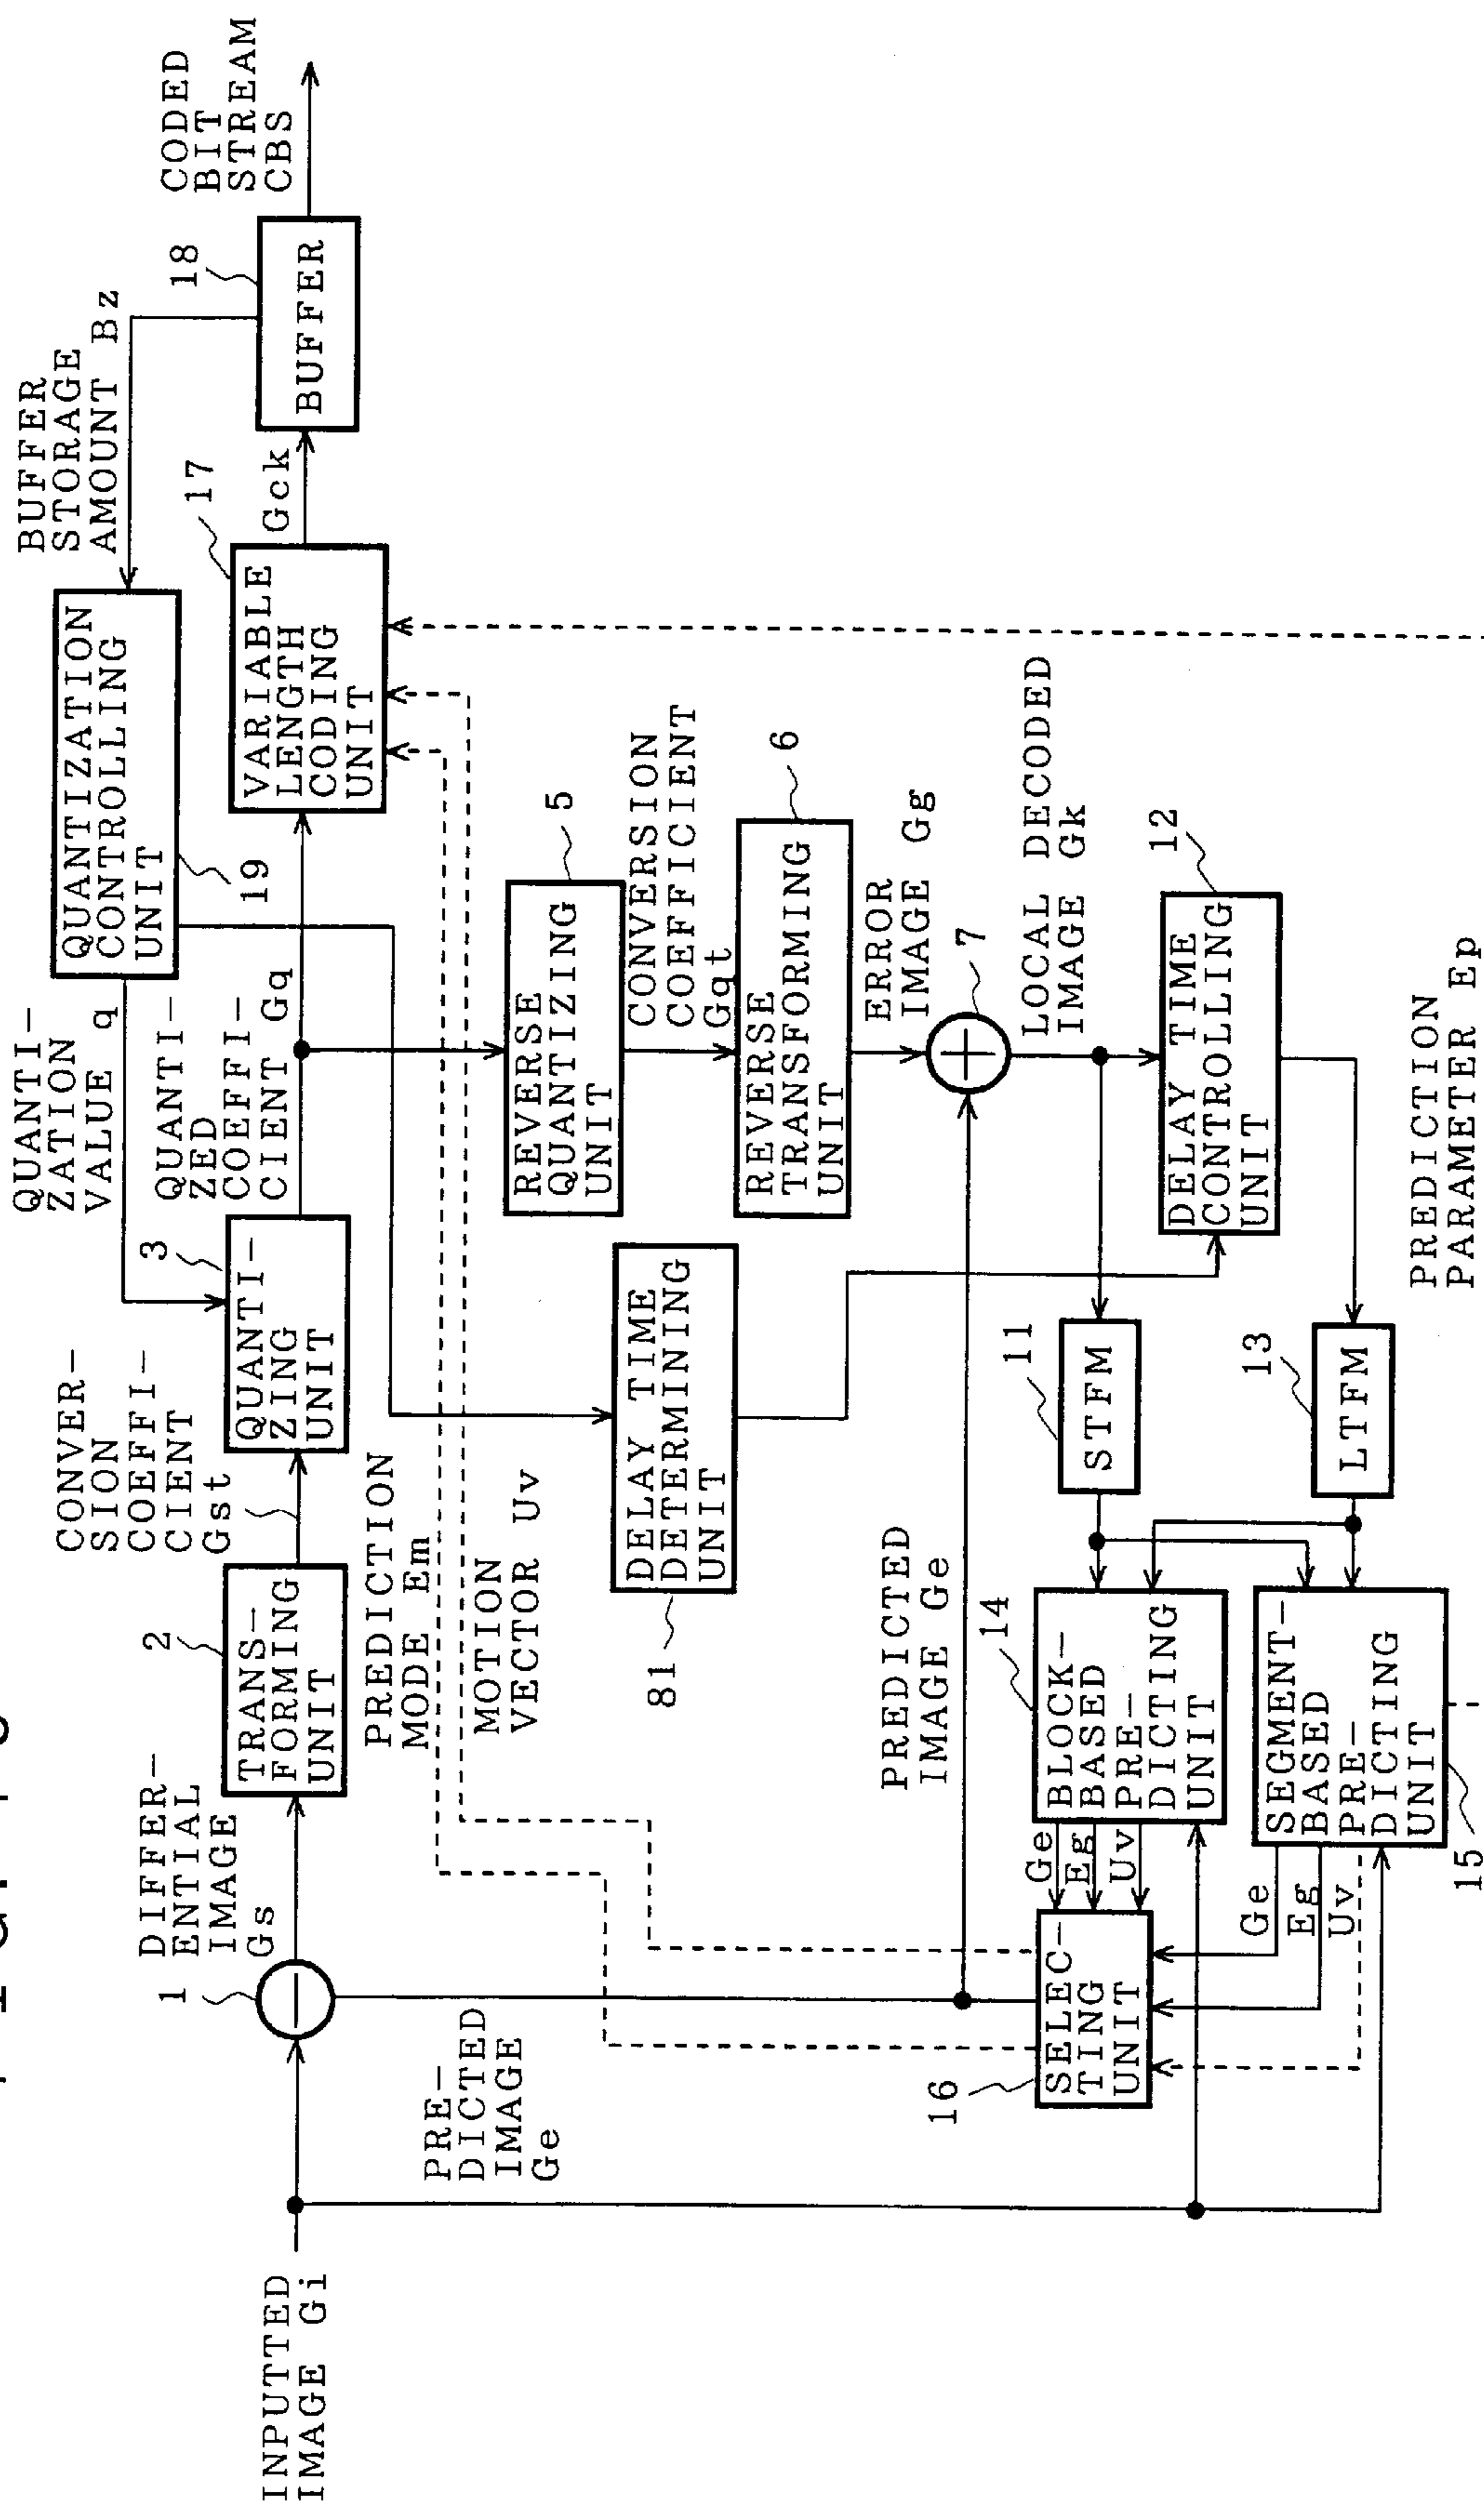 INPUTTED
IMAGE Gi
1
DIFFER-
ENTIAL
IMAGE
Gs
2
TRANS-
FORMING
UNIT
CONVER-
SION
COEFFI-
CIENT
Gst
3
QUANTI-
ZING
UNIT
QUANTI-
ZATION
VALUE q
QUANTI-
ZED
COEFFI-
CIENT Gq
QUANTIZATION
CONTROLLING
UNIT
19
BUFFER
STORAGE
AMOUNT Bz
VARIABLE
LENGTH
CODING
UNIT
17
Gck
18
BUFFER
CODED
BIT
STREAM
CBS
PRE-
DICTED
IMAGE
Ge
PREDICTION
MODE Em
MOTION
VECTOR Uv
81
DELAY TIME
DETERMINING
UNIT
REVERSE
QUANTIZING
UNIT
5
CONVERSION
COEFFICIENT
Gqt
REVERSE
TRANSFORMING
UNIT
6
ERROR
IMAGE Gg
7
LOCAL DECODED
IMAGE Gk
PREDICTED
IMAGE Ge
16
SELEC-
TING
UNIT
Ge
Eg
Uv
14
BLOCK-
BASED
PRE-
DICTING
UNIT
11
STFM
DELAY TIME
CONTROLLING
UNIT
12
Ge
Eg
Uv
15
SEGMENT-
BASED
PRE-
DICTING
UNIT
13
LTFM
PREDICTION
PARAMETER Ep